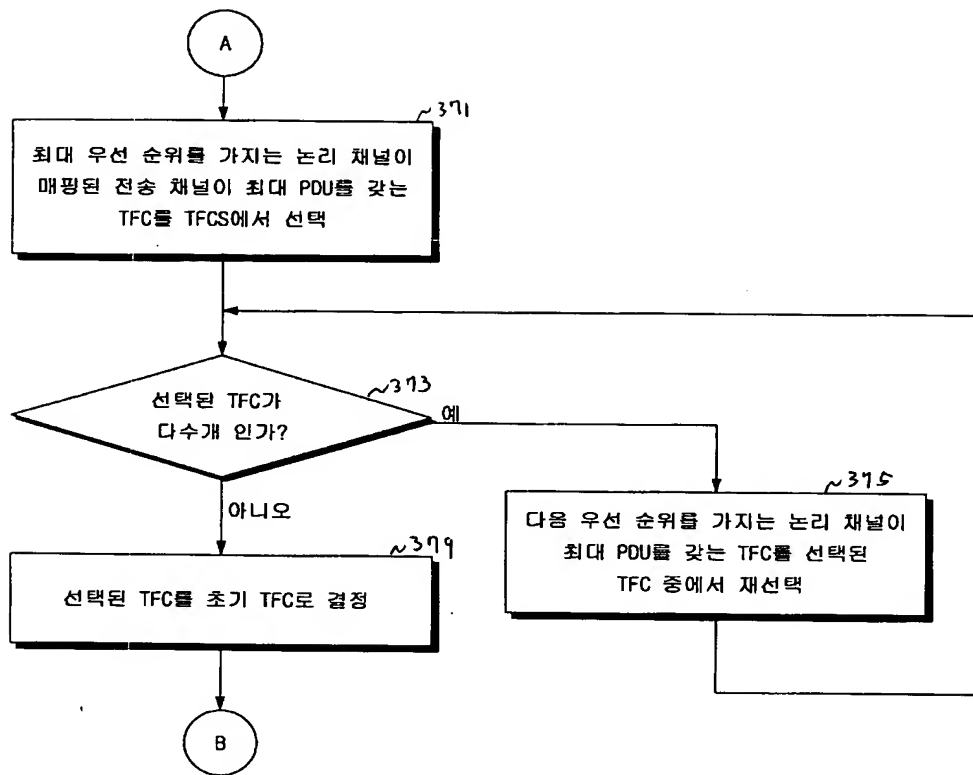 A
~371
최대 우선 순위를 가지는 논리 채널이
매핑된 전송 채널이 최대 PDU를 갖는
TFC를 TFCS에서 선택
~373
선택된 TFC가
다수개 인가?
예
아니오
~375
다음 우선 순위를 가지는 논리 채널이
최대 PDU를 갖는 TFC를 선택된
TFC 중에서 재선택
~379
선택된 TFC를 초기 TFC로 결정
B